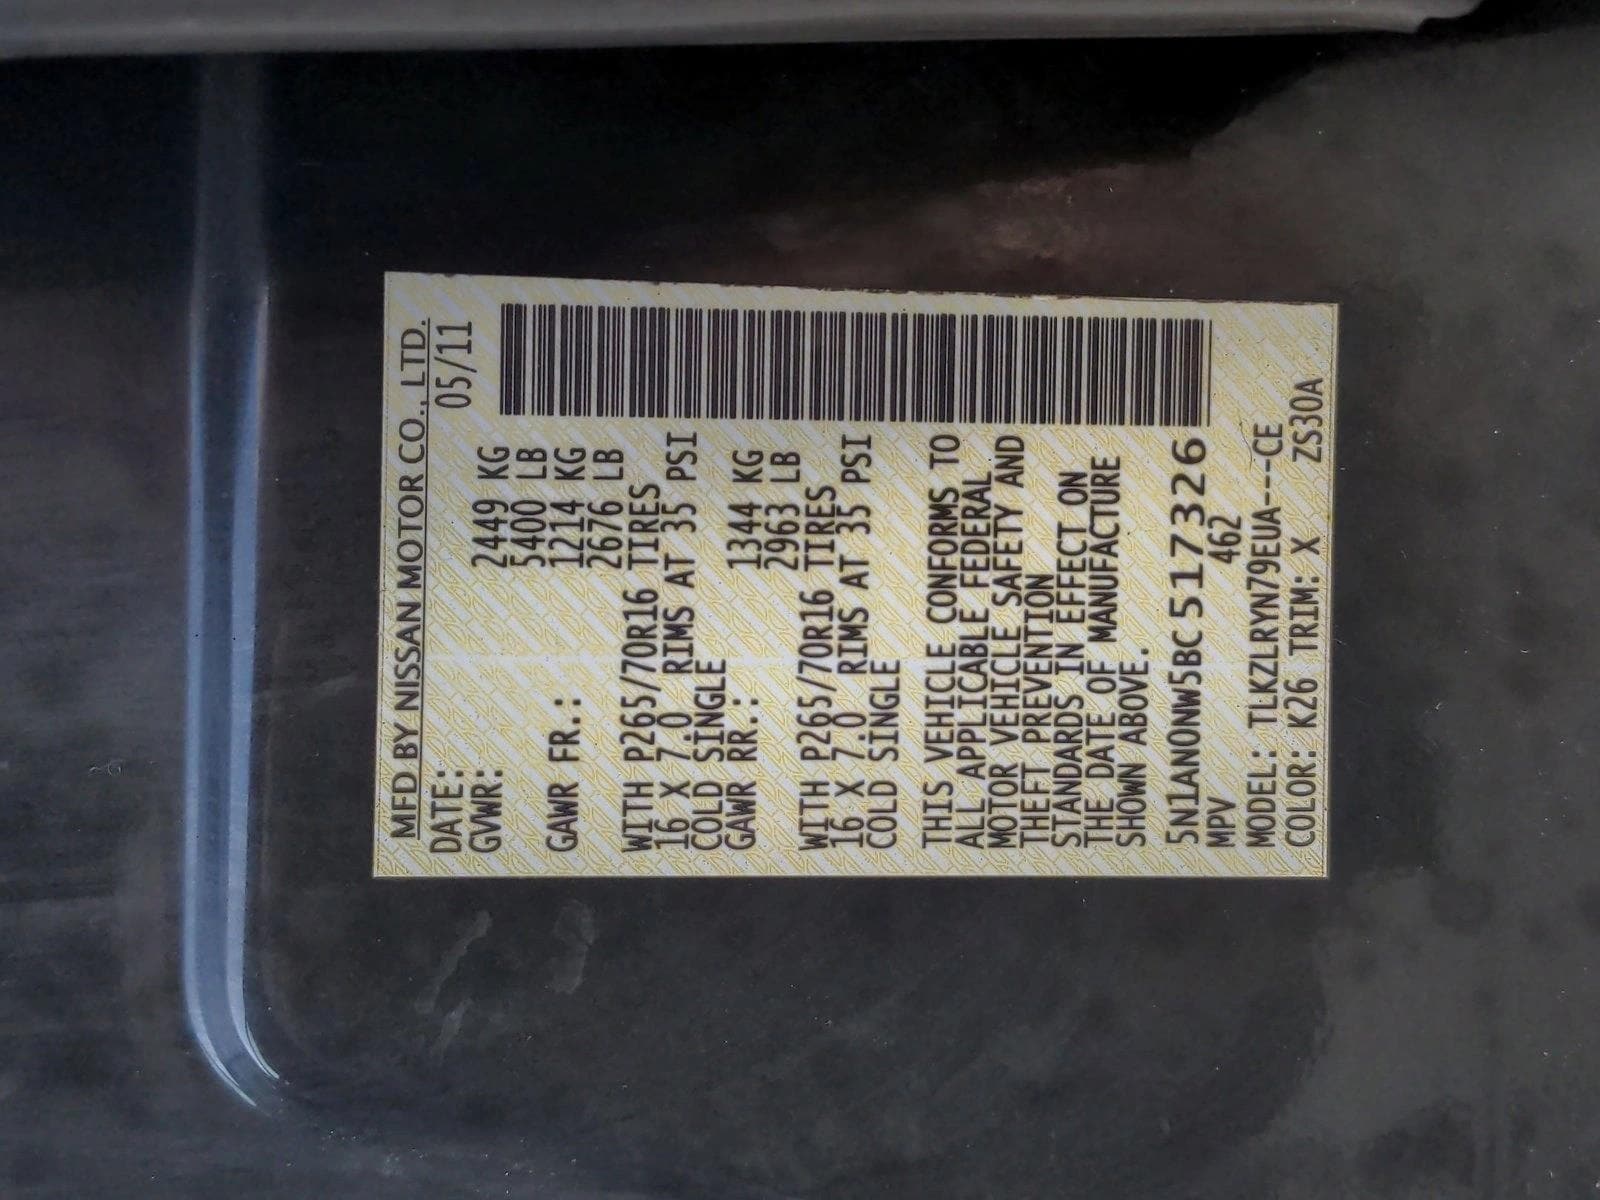 MFD BY NISSAN MOTOR CO., LTD.
DATE: 05/11
GVWR: 2449 KG
5400 LB
GAWR FR.: 1214 KG
2676 LB
WITH P265/70R16 TIRES
16 X 7.0 RIMS AT 35 PSI
COLD SINGLE
GAWR RR.: 1344 KG
2963 LB
WITH P265/70R16 TIRES
16 X 7.0 RIMS AT 35 PSI
COLD SINGLE
THIS VEHICLE CONFORMS TO
ALL APPLICABLE FEDERAL
MOTOR VEHICLE SAFETY AND
THEFT PREVENTION
STANDARDS IN EFFECT ON
THE DATE OF MANUFACTURE
SHOWN ABOVE.
5N1AN0NW5BC517326
MPV 462
MODEL: TLKZLRYN79EUA---CE
COLOR: K26 TRIM: X ZS30A